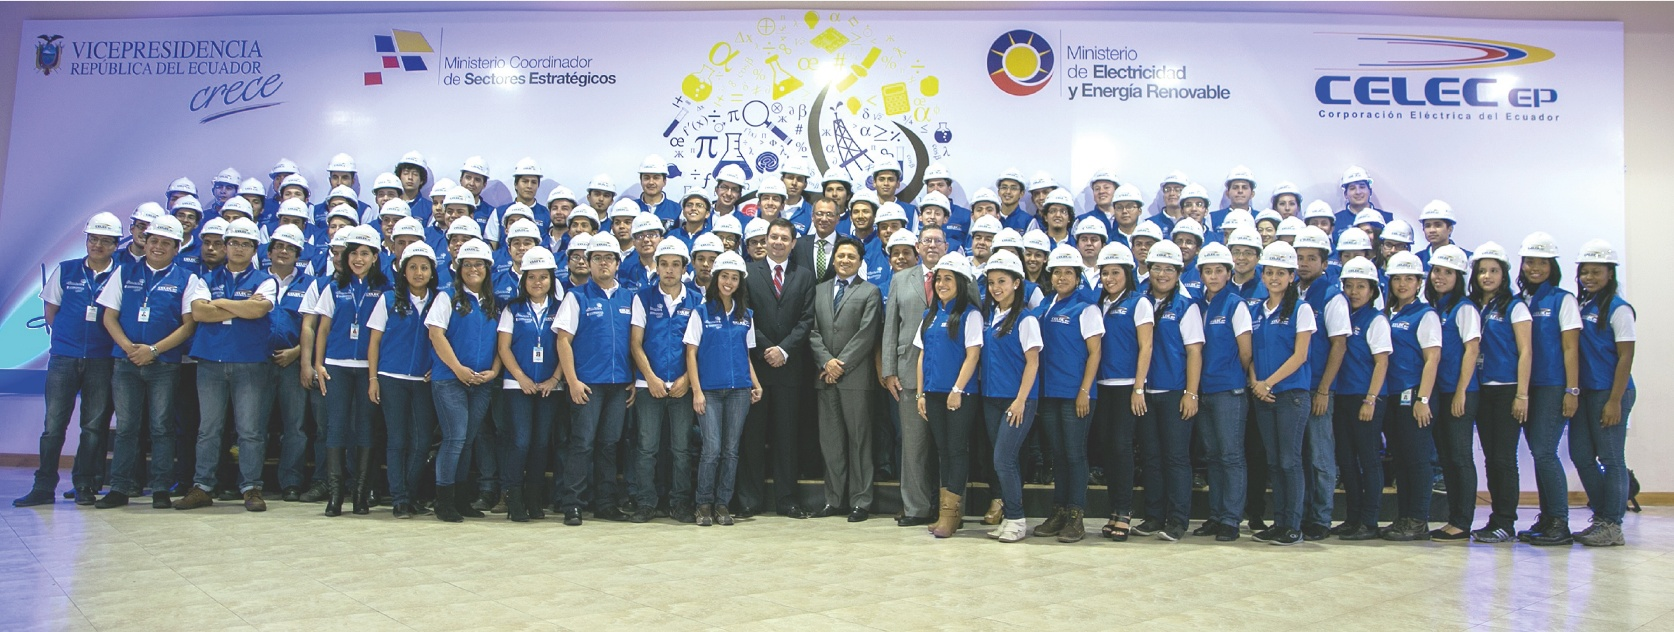 VICEPRESIDENCIA
REPÚBLICA DEL ECUADOR
crece
Ministerio Coordinador
de Sectores Estratégicos
Ministerio
de Electricidad
y Energía Renovable
CELEC EP
Corporación Eléctrica del Ecuador